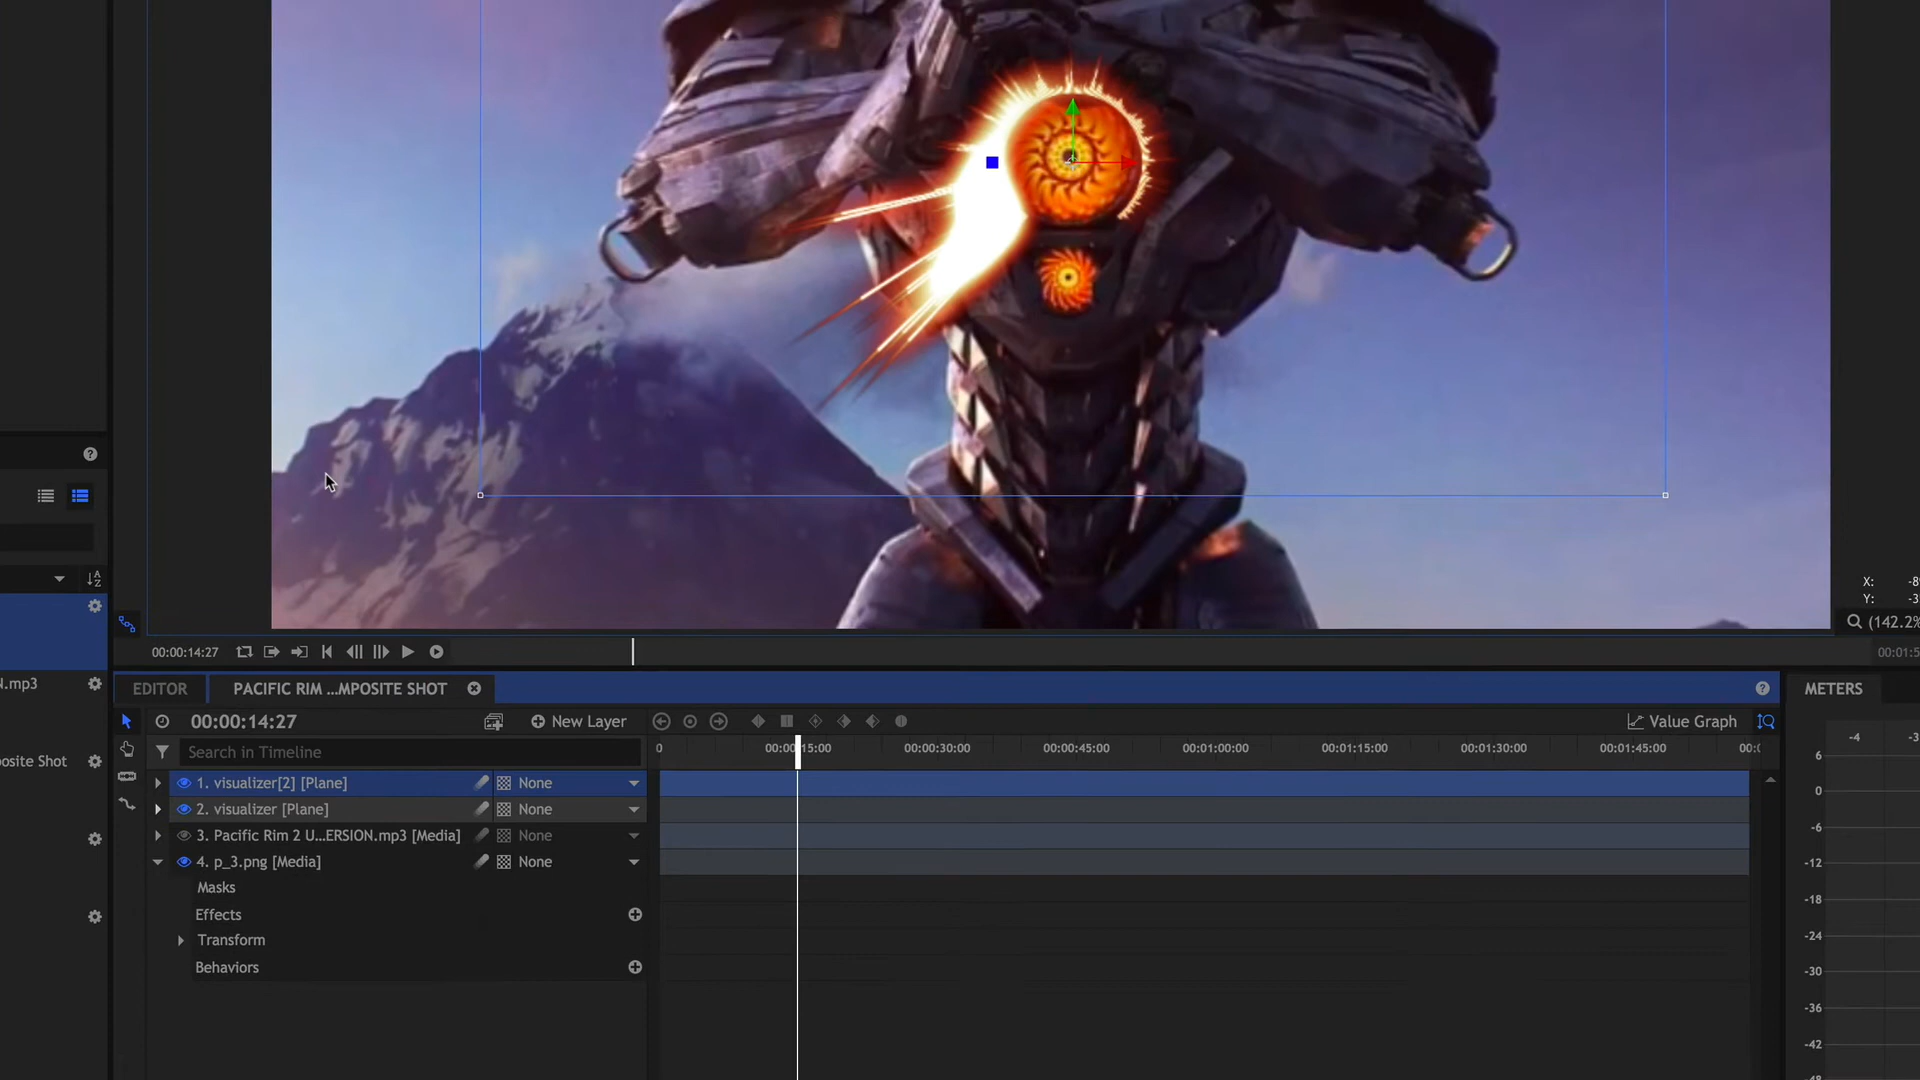 X: -8
Y: -3
(142.2%
00:00:14:27
00:01:5
N.mp3
EDITOR
PACIFIC RIM ...MPOSITE SHOT
METERS
00:00:14:27
New Layer
Value Graph
Search in Timeline
0
00:00:15:00
00:00:30:00
00:00:45:00
00:01:00:00
00:01:15:00
00:01:30:00
00:01:45:00
00:0
-4
-3
6
0
-6
-12
-18
-24
-30
-36
-42
-48
1. visualizer[2] [Plane]
None
2. visualizer [Plane]
None
3. Pacific Rim 2 U...ERSION.mp3 [Media]
None
4. p_3.png [Media]
None
Masks
Effects
Transform
Behaviors
posite Shot